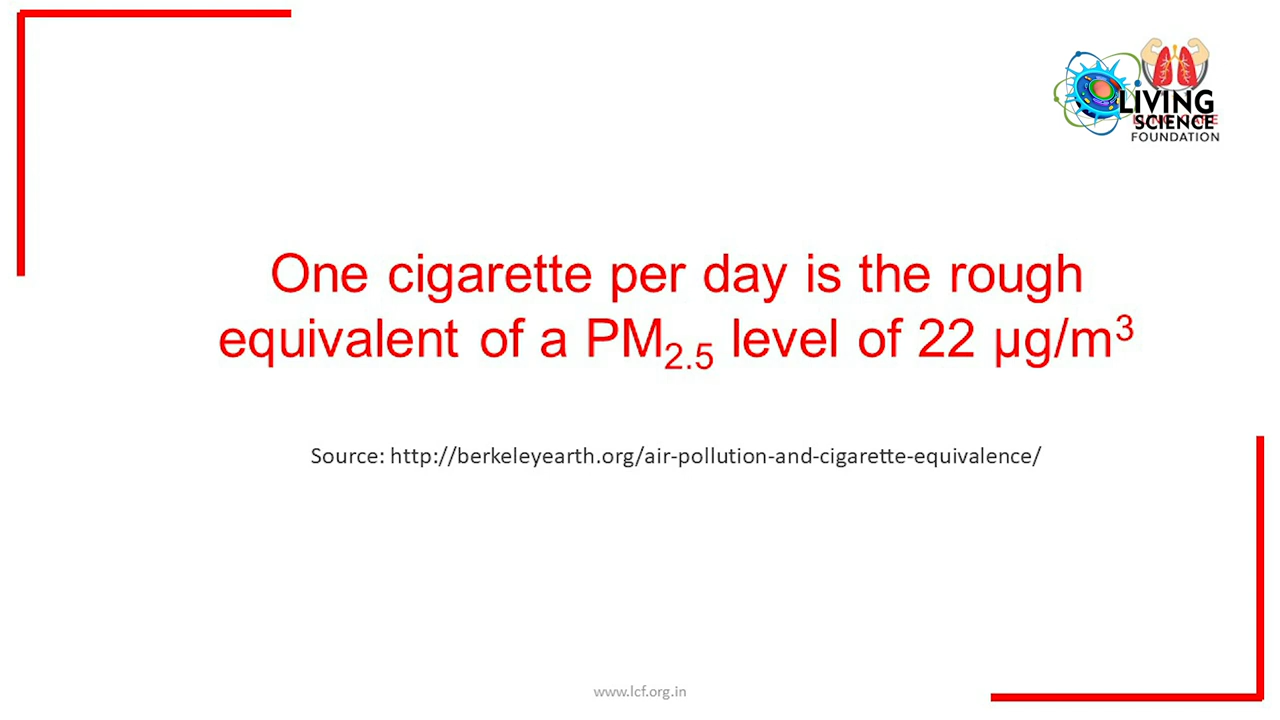 LIVING
SCIENCE
FOUNDATION
One cigarette per day is the rough
equivalent of a PM2.5 level of 22 µg/m³
Source: http://berkeleyearth.org/air-pollution-and-cigarette-equivalence/
www.lcf.org.in